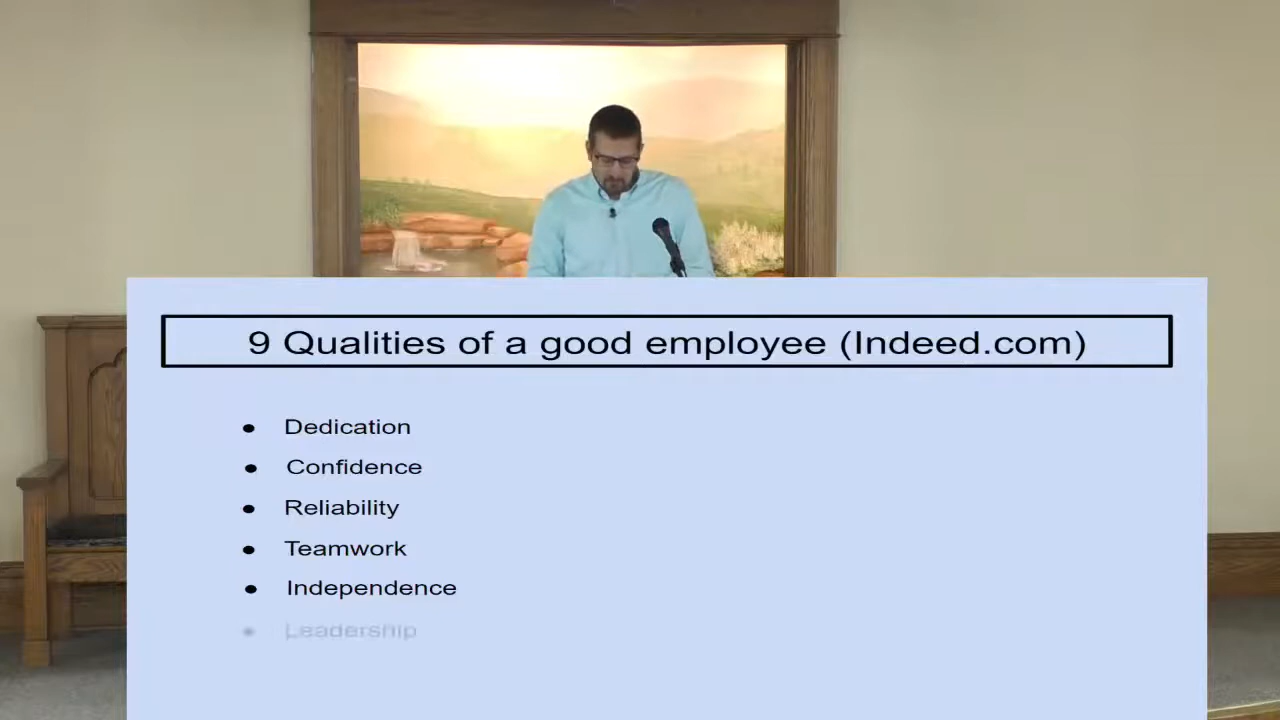 9 Qualities of a good employee (Indeed.com)
● Dedication
● Confidence
● Reliability
● Teamwork
● Independence
● Leadership